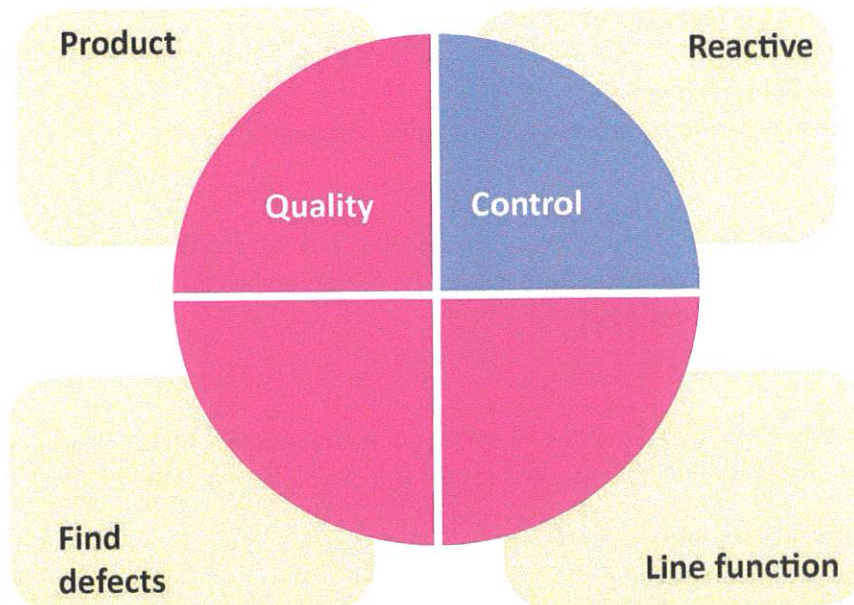 Product
Reactive
Quality
Control
Find
defects
Line function